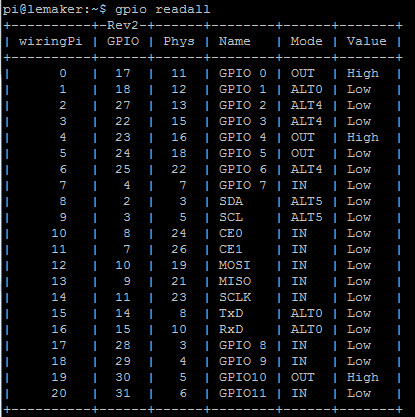 pi@lemaker:~$ gpio readall
+----------+-Rev2-+------+--------+------+-------+
| wiringPi | GPIO | Phys | Name   | Mode | Value |
+----------+------+------+--------+------+-------+
|      0   |  17  |  11  | GPIO 0 | OUT  | High  |
|      1   |  18  |  12  | GPIO 1 | ALT0 | Low   |
|      2   |  27  |  13  | GPIO 2 | ALT4 | Low   |
|      3   |  22  |  15  | GPIO 3 | ALT4 | Low   |
|      4   |  23  |  16  | GPIO 4 | OUT  | High  |
|      5   |  24  |  18  | GPIO 5 | OUT  | Low   |
|      6   |  25  |  22  | GPIO 6 | ALT4 | Low   |
|      7   |   4  |   7  | GPIO 7 | IN   | Low   |
|      8   |   2  |   3  | SDA    | ALT5 | Low   |
|      9   |   3  |   5  | SCL    | ALT5 | Low   |
|     10   |   8  |  24  | CE0    | IN   | Low   |
|     11   |   7  |  26  | CE1    | IN   | Low   |
|     12   |  10  |  19  | MOSI   | IN   | Low   |
|     13   |   9  |  21  | MISO   | IN   | Low   |
|     14   |  11  |  23  | SCLK   | IN   | Low   |
|     15   |  14  |   8  | TxD    | ALT0 | Low   |
|     16   |  15  |  10  | RxD    | ALT0 | Low   |
|     17   |  28  |   3  | GPIO 8 | IN   | Low   |
|     18   |  29  |   4  | GPIO 9 | IN   | Low   |
|     19   |  30  |   5  | GPIO10 | OUT  | High  |
|     20   |  31  |   6  | GPIO11 | IN   | Low   |
+----------+------+------+--------+------+-------+